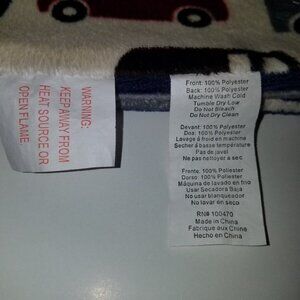 WARNING:
KEEP AWAY FROM
HEAT SOURCE OR
OPEN FLAME
Front: 100% Polyester
Back: 100% Polyester
Machine Wash Cold
Tumble Dry Low
Do Not Bleach
Do Not Dry Clean
Devant: 100% Polyester
Dos: 100% Polyester
Lavage à froid en machine
Sécher à basse température
Pas de javel
Ne pas nettoyer a sec
Frente: 100% Poliester
Dorso: 100% Poliester
Máquina de lavado en frio
Usar Secadora Baja
No usar blanqueador
No lavar en seco
RN# 100470
Made in China
Fabrique aux Chine
Hecho en China